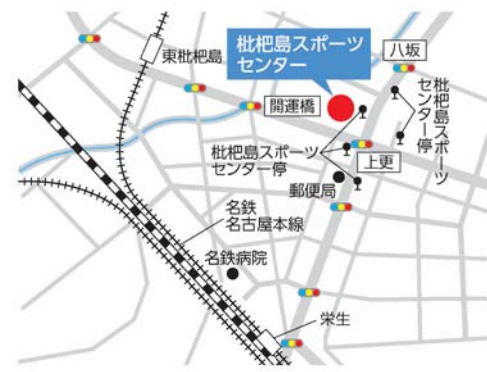 東枇杷島
枇杷島スポーツ
センター
八坂
開運橋
枇杷島スポーツ
センター停
枇杷島スポーツ
センター停
上更
郵便局
名鉄
名古屋本線
名鉄病院
栄生